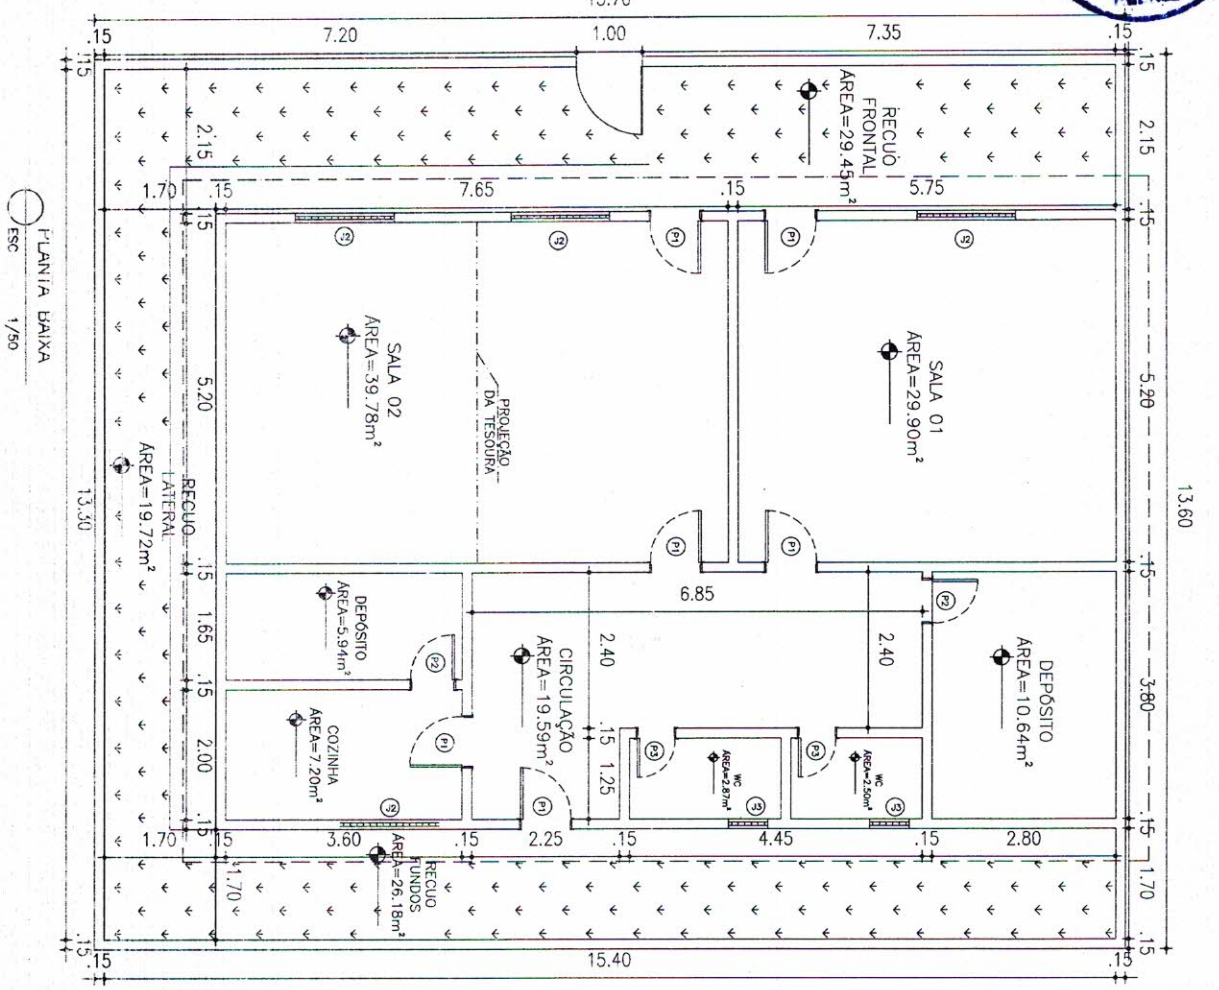 .15
7.20
1.00
7.35
.15
.15
2.15
2.15
.15
RECUO
FRONTAL
ÁREA=29.45m²
1.70
.15
7.65
.15
5.75
.15
.15
J2
J2
P1
P1
J2
SALA 02
ÁREA=39.78m²
PROJEÇÃO
DA TESOURA
SALA 01
ÁREA=29.90m²
5.20
5.20
13.60
PLANTA BAIXA
ESC 1/50
RECUO
LATERAL
ÁREA=19.72m²
13.30
P1
P1
.15
.15
6.85
P2
DEPÓSITO
ÁREA=5.94m²
1.65
P2
CIRCULAÇÃO
ÁREA=19.59m²
2.40
2.40
DEPÓSITO
ÁREA=10.64m²
3.80
.15
COZINHA
ÁREA=7.20m²
2.00
P1
P1
.15
1.25
P3
P3
WC
ÁREA=2.87m²
WC
ÁREA=2.50m²
J2
J3
J3
.15
.15
1.70
.15
3.60
.15
2.25
.15
4.45
.15
2.80
1.70
1.70
RECUO
FUNDOS
ÁREA=26.18m²
.15
.15
.15
15.40
.15